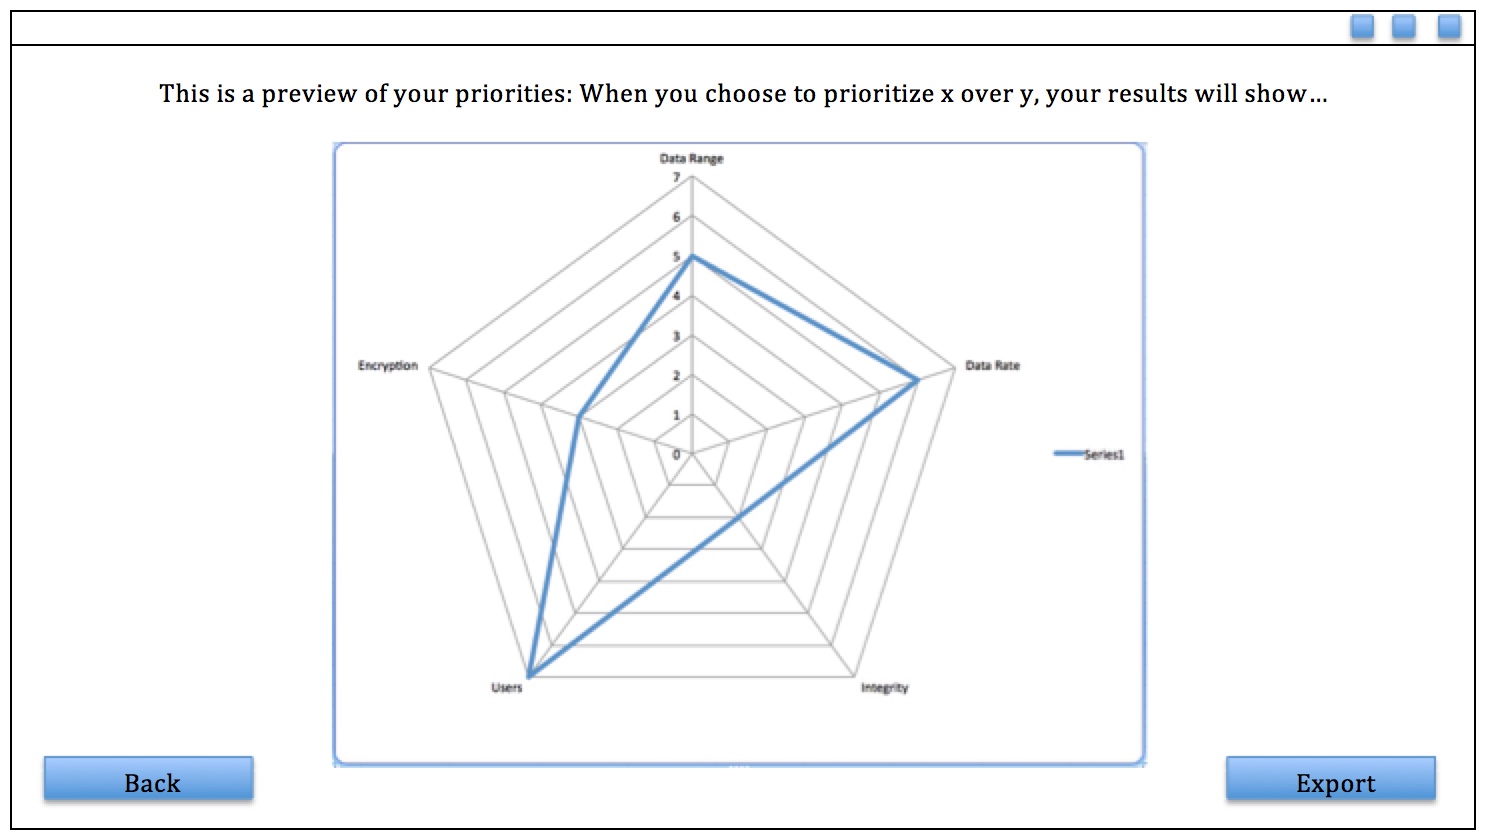 This is a preview of your priorities: When you choose to prioritize x over y, your results will show…
Data Range
7
6
5
4
3
2
1
0
Encryption
Data Rate
Series1
Users
Integrity
Back
Export